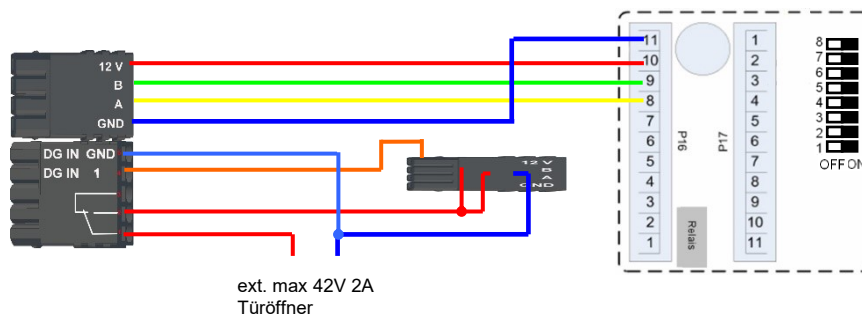 12 V
B
A
GND
DG IN GND
DG IN 1
12 V
B
A
GND
ext. max 42V 2A
Türöffner
11
10
9
8
7
6
5
4
3
2
1
P16
Relais
P17
1
2
3
4
5
6
7
8
9
10
11
8
7
6
5
4
3
2
1
OFF ON